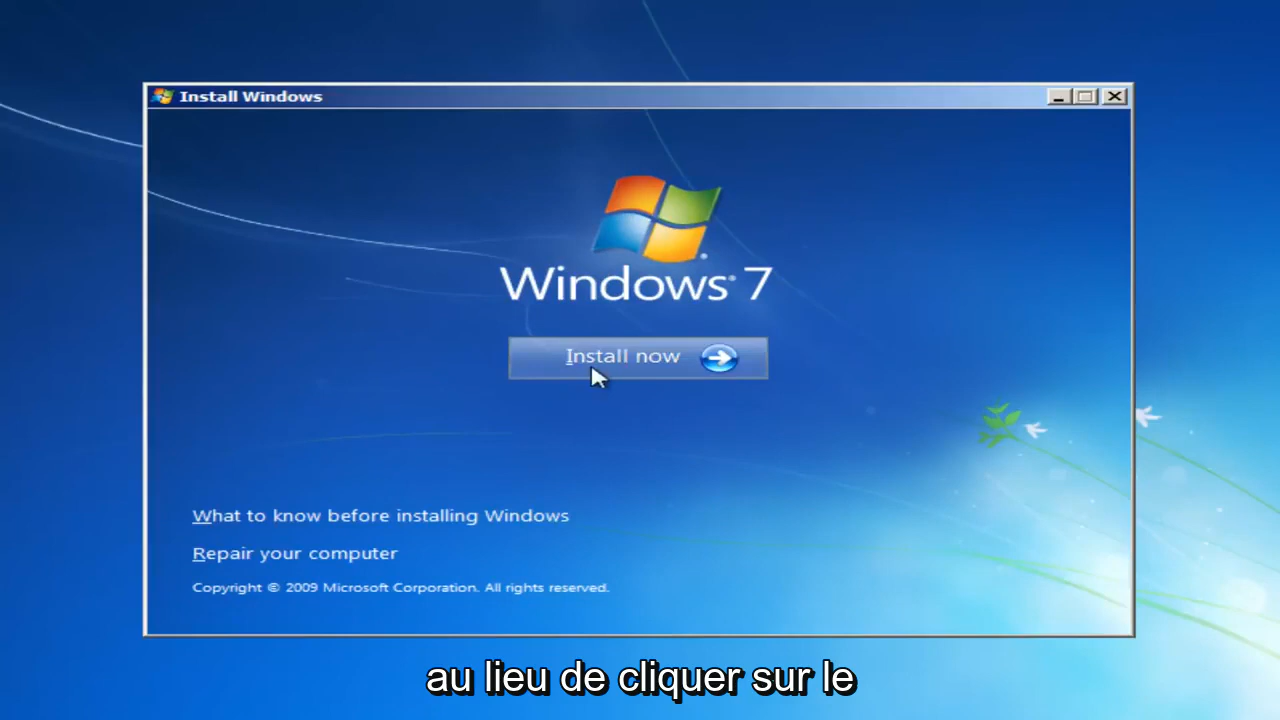 Install Windows
Windows® 7
Install now
What to know before installing Windows
Repair your computer
Copyright © 2009 Microsoft Corporation. All rights reserved.
au lieu de cliquer sur le